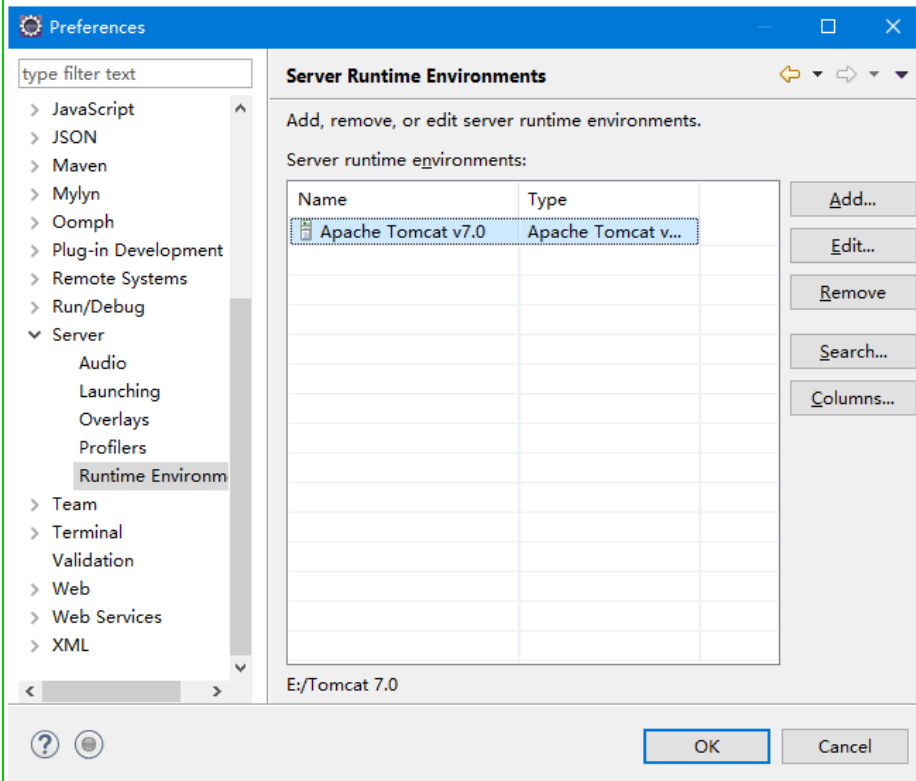 Preferences
type filter text
JavaScript
JSON
Maven
Mylyn
Oomph
Plug-in Development
Remote Systems
Run/Debug
Server
Audio
Launching
Overlays
Profilers
Runtime Environm
Team
Terminal
Validation
Web
Web Services
XML
Server Runtime Environments
Add, remove, or edit server runtime environments.
Server runtime environments:
Name Type
Apache Tomcat v7.0 Apache Tomcat v...
Add...
Edit...
Remove
Search...
Columns...
E:/Tomcat 7.0
?
OK Cancel